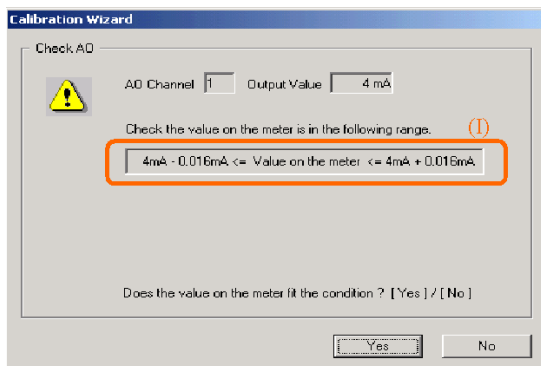 Calibration Wizard
Check AO
AO Channel 1 Output Value 4 mA
Check the value on the meter is in the following range.
(I)
4mA - 0.016mA <= Value on the meter <= 4mA + 0.016mA
Does the value on the meter fit the condition ? [ Yes ] / [ No ]
Yes No